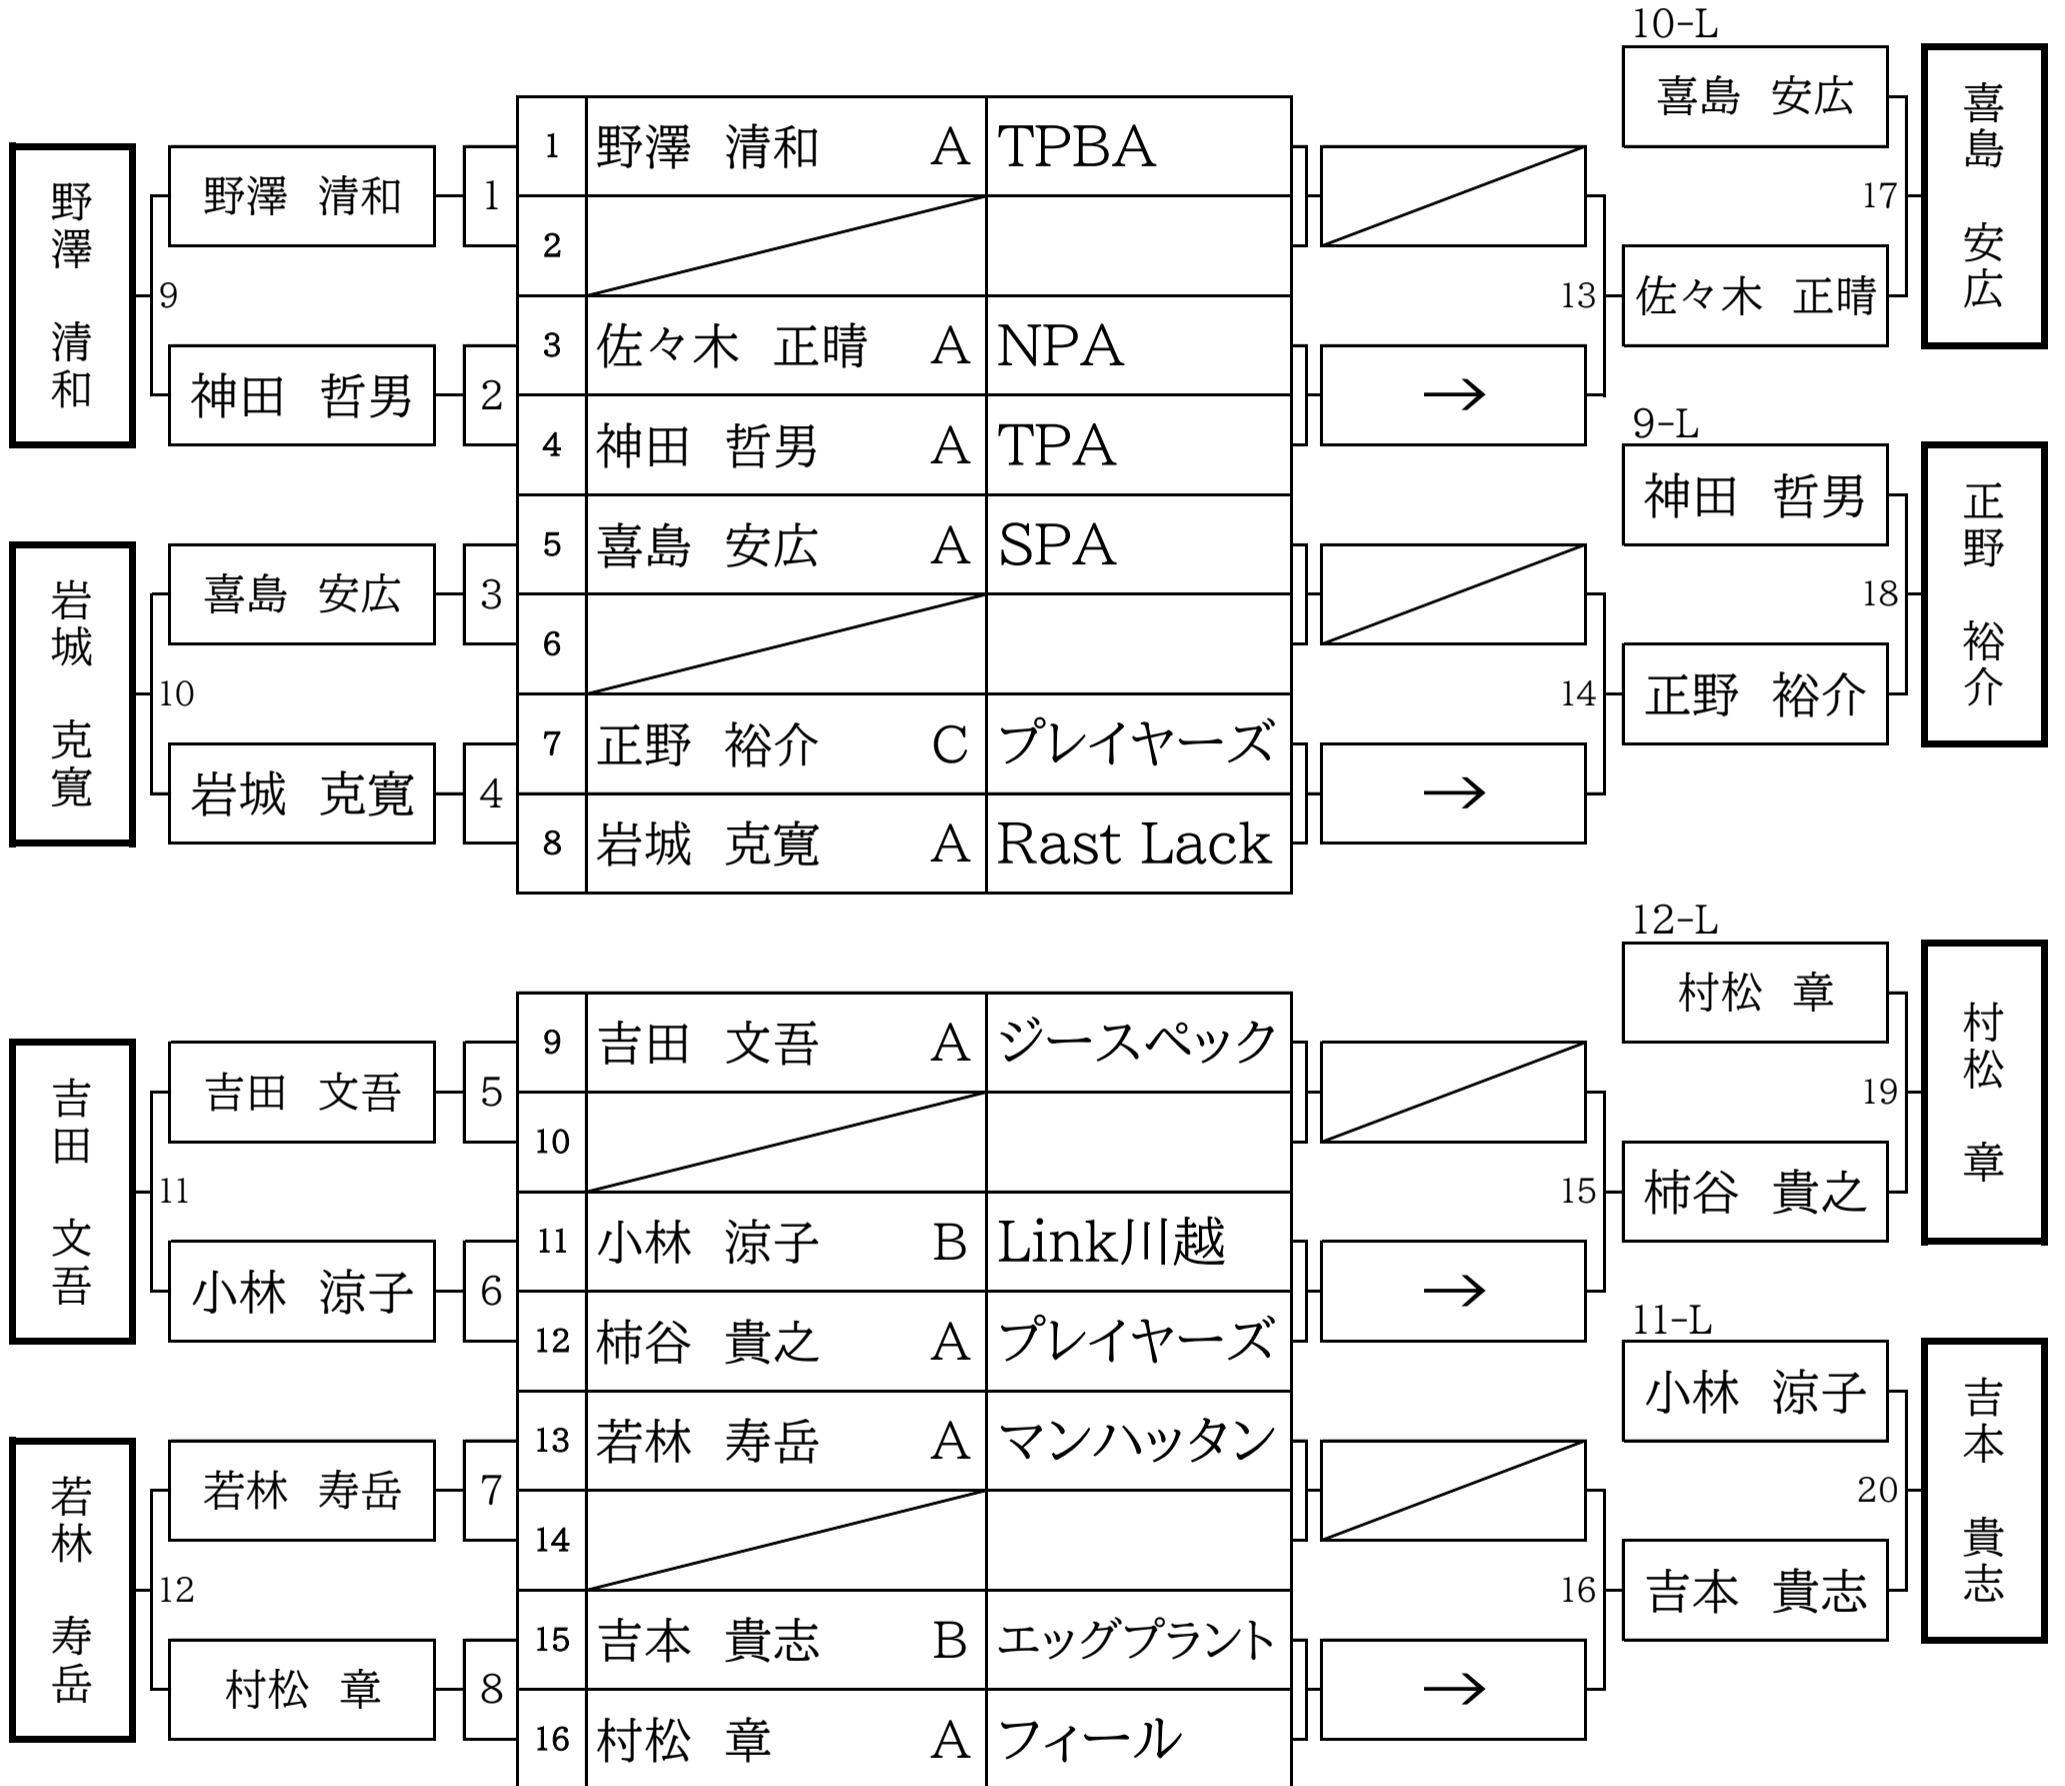 野澤 清和
9
野澤 清和
神田 哲男
1
2
岩城 克寛
10
喜島 安広
岩城 克寛
3
4
1 野澤 清和 A TPBA
2
3 佐々木 正晴 A NPA
4 神田 哲男 A TPA
5 喜島 安広 A SPA
6
7 正野 裕介 C プレイヤーズ
8 岩城 克寛 A Rast Lack
→
13
→
14
10-L
喜島 安広
佐々木 正晴
17
喜島 安広
9-L
神田 哲男
正野 裕介
18
正野 裕介
吉田 文吾
11
吉田 文吾
小林 涼子
5
6
若林 寿岳
12
若林 寿岳
村松 章
7
8
9 吉田 文吾 A ジースペック
10
11 小林 涼子 B Link川越
12 柿谷 貴之 A プレイヤーズ
13 若林 寿岳 A マンハッタン
14
15 吉本 貴志 B エッグプラント
16 村松 章 A フィール
→
15
→
16
12-L
村松 章
柿谷 貴之
19
村松 章
11-L
小林 涼子
吉本 貴志
20
吉本 貴志